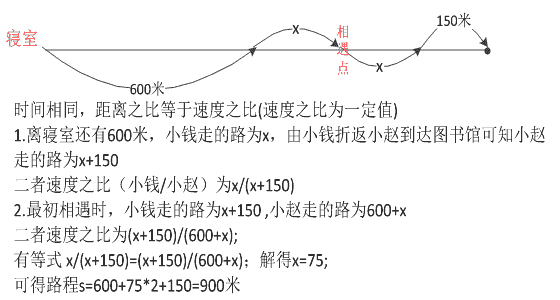 150米
x
相遇点
寝室
x
600米
时间相同，距离之比等于速度之比(速度之比为一定值)
1.离寝室还有600米，小钱走的路为x，由小钱折返小赵到达图书馆可知小赵
走的路为x+150
二者速度之比（小钱/小赵）为x/(x+150)
2.最初相遇时，小钱走的路为x+150 ,小赵走的路为600+x
二者速度之比为(x+150)/(600+x);
有等式 x/(x+150)=(x+150)/(600+x)；解得x=75;
可得路程s=600+75*2+150=900米